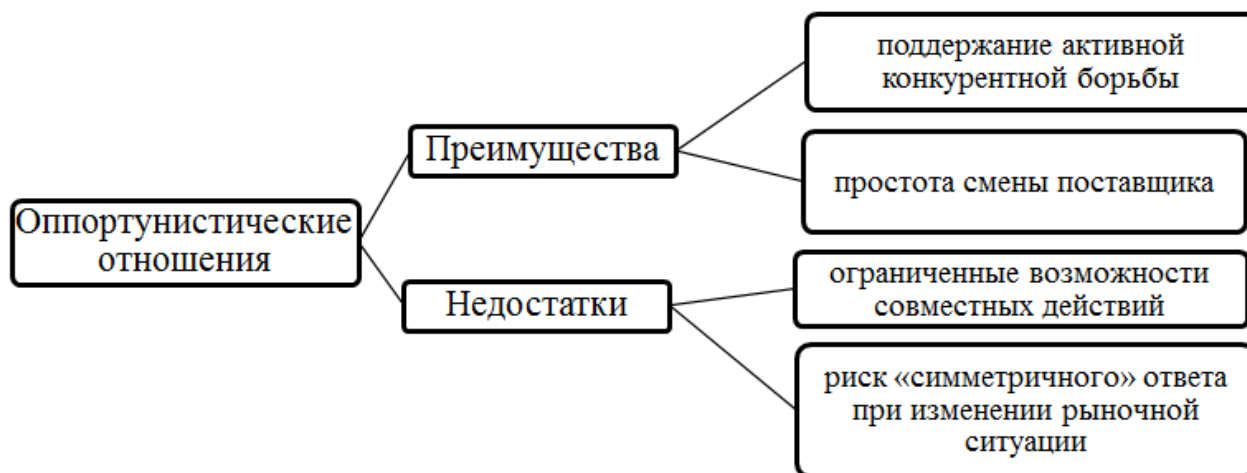 Оппортунистические
отношения
Преимущества
поддержание активной
конкурентной борьбы
простота смены поставщика
Недостатки
ограниченные возможности
совместных действий
риск «симметричного» ответа
при изменении рыночной
ситуации